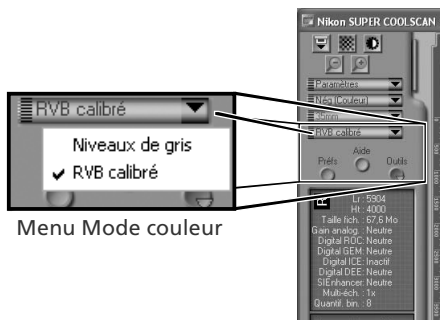 Nikon SUPER COOLSCAN
Paramètres
Nég.(Couleur)
35mm
RVB calibré
Aide
Préfs
Outils
Lr : 5904
Ht : 4000
Taille fich. : 67,6 Mo
Gain analog. : Neutre
Digital ROC: Neutre
Digital GEM: Neutre
Digital ICE: Inactif
Digital DEE: Neutre
SIEnhancer: Neutre
Multi-éch. : 1x
Quantif. bin. : 8
RVB calibré
Niveaux de gris
✓ RVB calibré
Menu Mode couleur